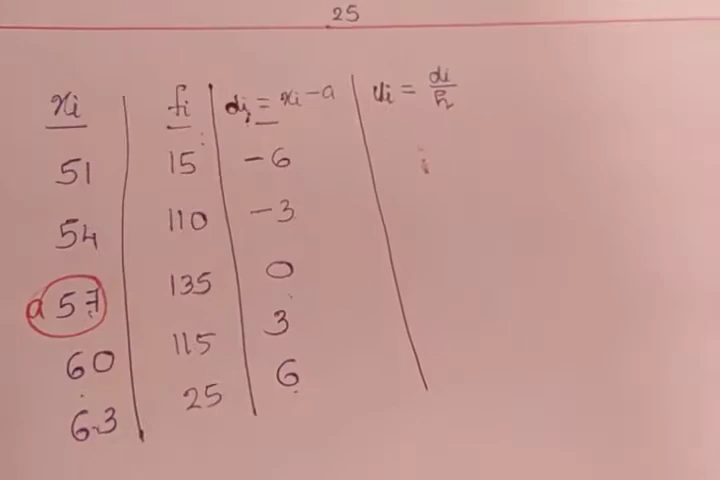 25
xi fi di = xi - a ui = di/h
51 15 -6
54 110 -3
a 57 135 0
60 115 3
63 25 6